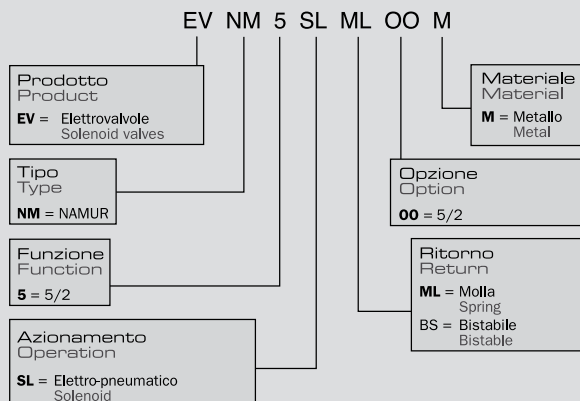 EV NM 5 SL ML OO M
Prodotto
Product
EV = Elettrovalvole
Solenoid valves
Tipo
Type
NM = NAMUR
Funzione
Function
5 = 5/2
Azionamento
Operation
SL = Elettro-pneumatico
Solenoid
Materiale
Material
M = Metallo
Metal
Opzione
Option
OO = 5/2
Ritorno
Return
ML = Molla
Spring
BS = Bistabile
Bistable